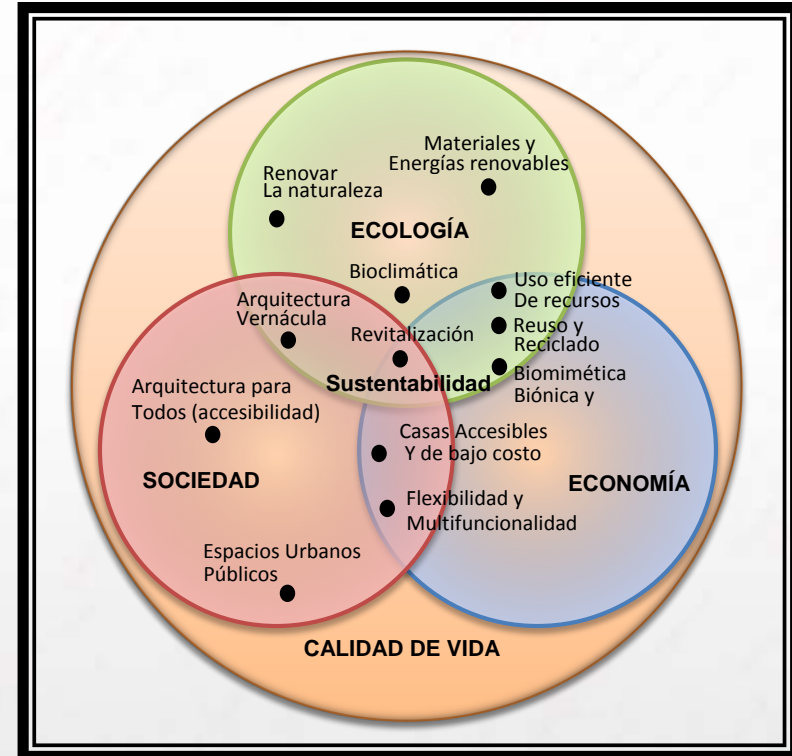 Materiales y
Energías renovables
Renovar
La naturaleza
ECOLOGÍA
Bioclimática
Uso eficiente
De recursos
Arquitectura
Vernácula
Revitalización
Reuso y
Reciclado
Sustentabilidad
Biomimética
Biónica y
Arquitectura para
Todos (accesibilidad)
Casas Accesibles
Y de bajo costo
SOCIEDAD
ECONOMÍA
Flexibilidad y
Multifuncionalidad
Espacios Urbanos
Públicos
CALIDAD DE VIDA